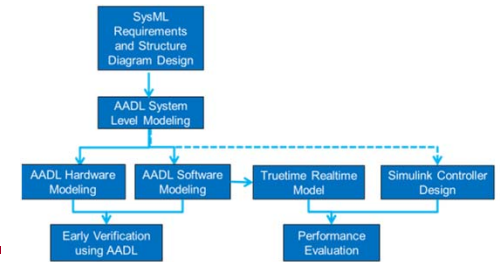 SysML
Requirements
and Structure
Diagram Design
AADL System
Level Modeling
AADL Hardware
Modeling
AADL Software
Modeling
Truetime Realtime
Model
Simulink Controller
Design
Early Verification
using AADL
Performance
Evaluation